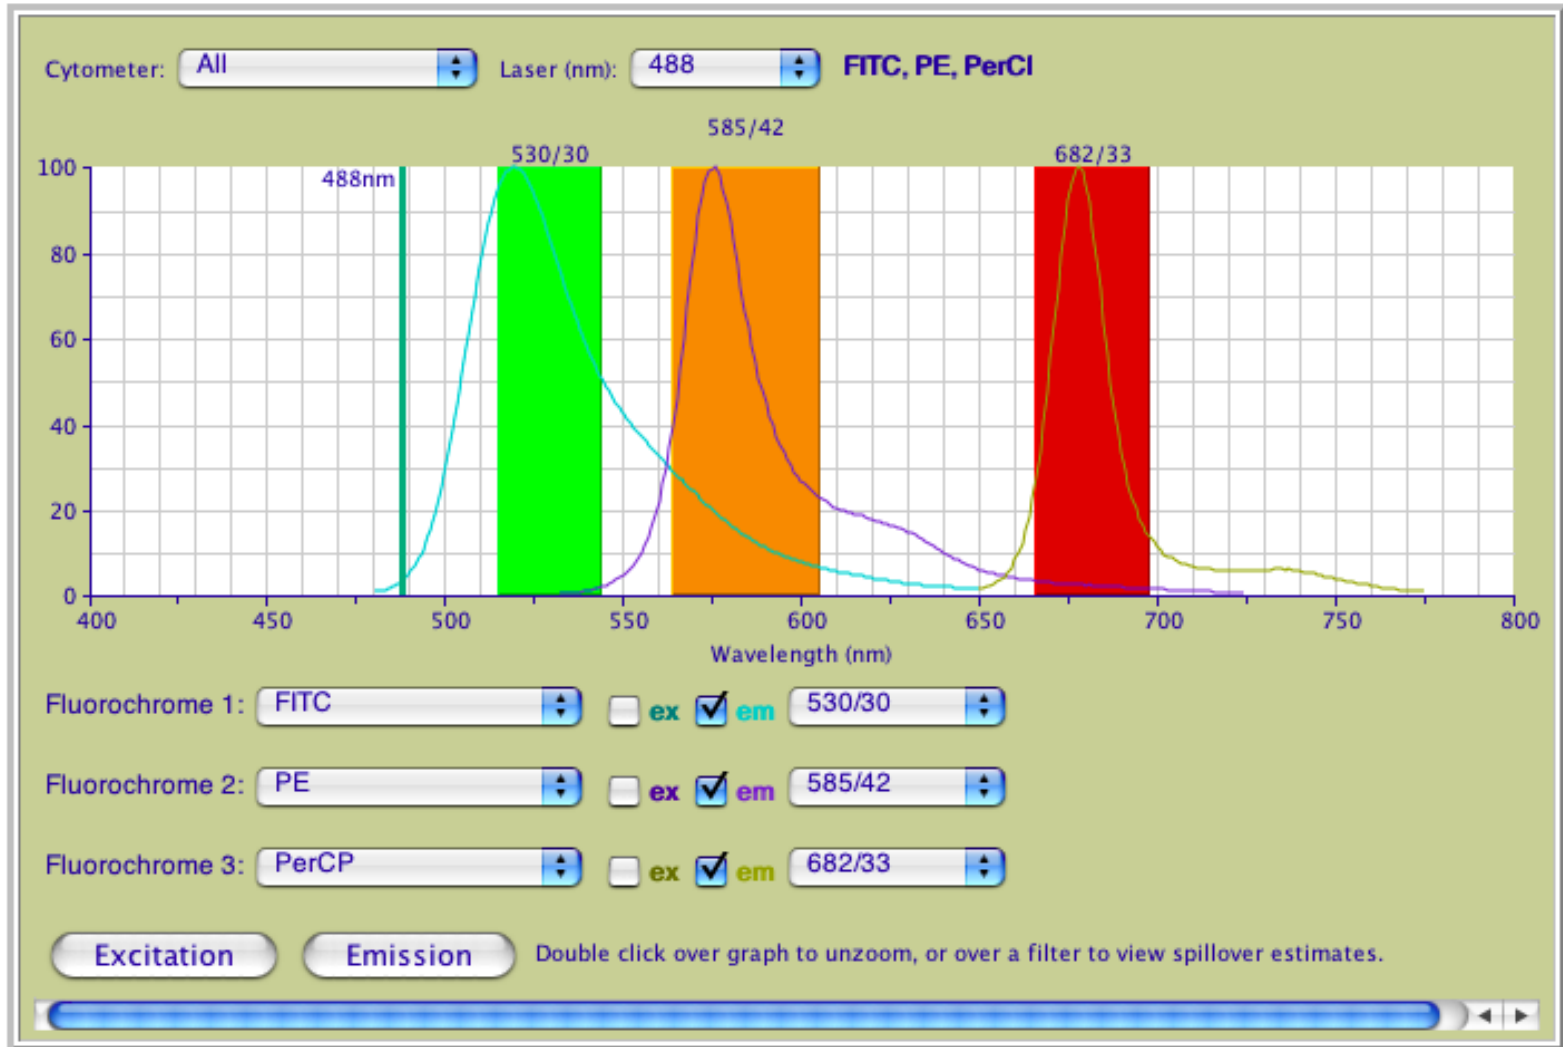 Cytometer: All Laser (nm): 488 FITC, PE, PerCl
585/42
530/30 682/33
488nm
100
80
60
40
20
0
400 450 500 550 600 650 700 750 800
Wavelength (nm)
Fluorochrome 1: FITC ex em 530/30
Fluorochrome 2: PE ex em 585/42
Fluorochrome 3: PerCP ex em 682/33
Excitation Emission Double click over graph to unzoom, or over a filter to view spillover estimates.